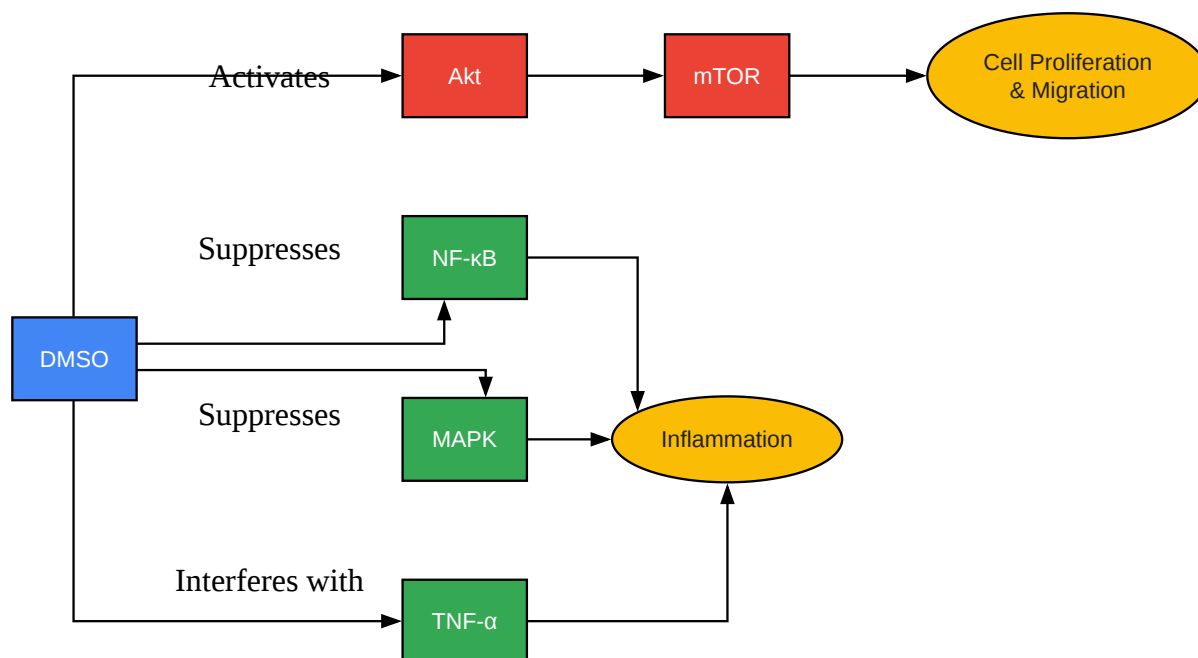 Activates
Akt
mTOR
Cell Proliferation
& Migration
Suppresses
NF-κB
DMSO
Suppresses
MAPK
Inflammation
Interferes with
TNF-α